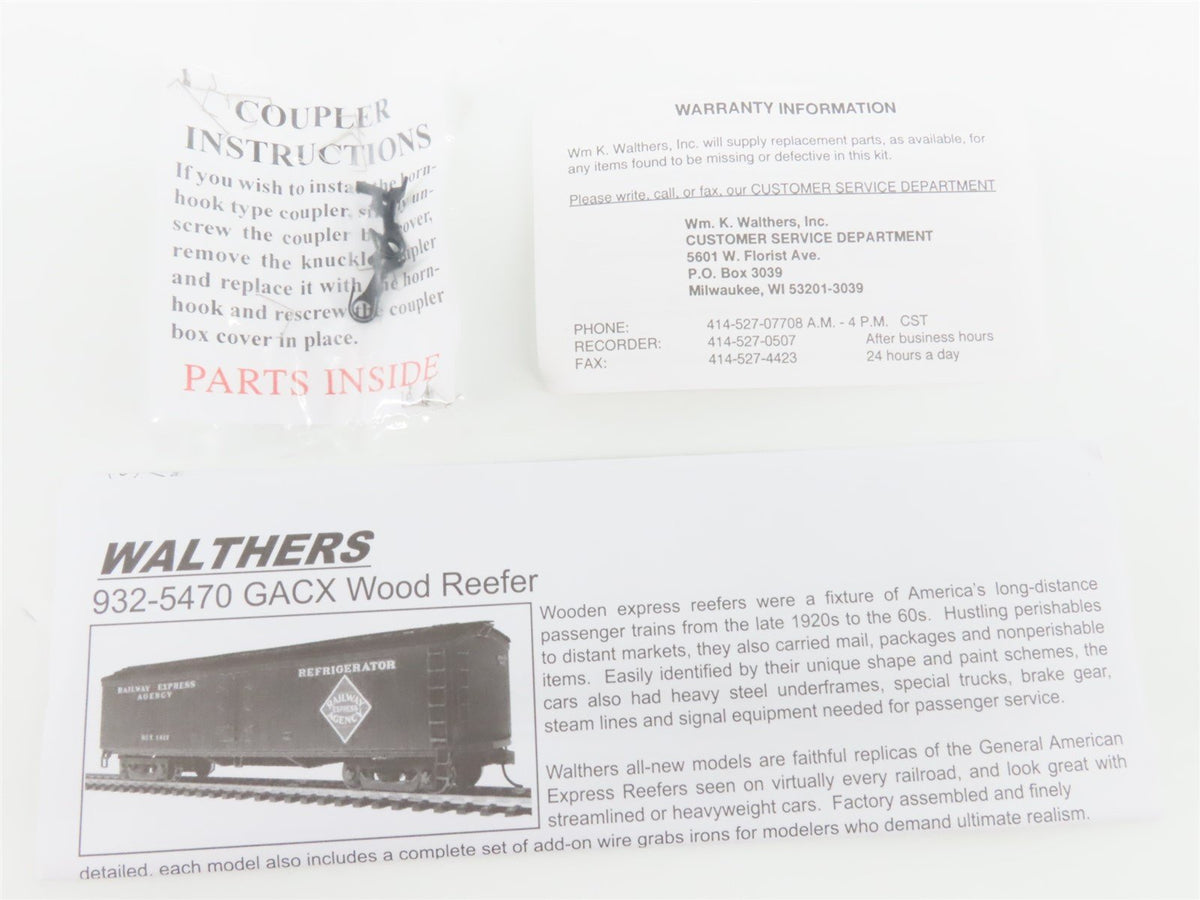 COUPLER
INSTRUCTIONS
If you wish to insta the horn-
hook type coupler, un-
screw the coupler b cover,
remove the knuckle
and replace it with the horn-
hook and rescrew the coupler
box cover in place.
PARTS INSIDE
WARRANTY INFORMATION
Wm K. Walthers, Inc. will supply replacement parts, as available, for
any items found to be missing or defective in this kit.
Please write, call, or fax, our CUSTOMER SERVICE DEPARTMENT
Wm. K. Walthers, Inc.
CUSTOMER SERVICE DEPARTMENT
5601 W. Florist Ave.
P.O. Box 3039
Milwaukee, WI 53201-3039
PHONE: 414-527-07708 A.M. - 4 P.M. CST
RECORDER: 414-527-0507 After business hours
FAX: 414-527-4423 24 hours a day
WALTHERS
932-5470 GACX Wood Reefer
RAILWAY EXPRESS
AGENCY
REFRIGERATOR
RAILWAY
EXPRESS
AGENCY
Wooden express reefers were a fixture of America's long-distance
passenger trains from the late 1920s to the 60s. Hustling perishables
to distant markets, they also carried mail, packages and nonperishable
items. Easily identified by their unique shape and paint schemes, the
cars also had heavy steel underframes, special trucks, brake gear,
steam lines and signal equipment needed for passenger service.
Walthers all-new models are faithful replicas of the General American
Express Reefers seen on virtually every railroad, and look great with
streamlined or heavyweight cars. Factory assembled and finely
detailed, each model also includes a complete set of add-on wire grabs irons for modelers who demand ultimate realism.